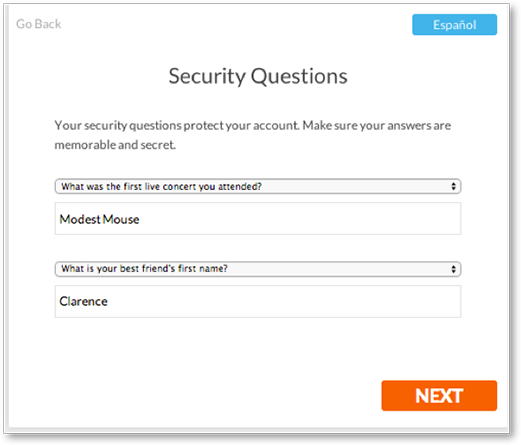 Go Back
Español
Security Questions
Your security questions protect your account. Make sure your answers are
memorable and secret.
What was the first live concert you attended?
Modest Mouse
What is your best friend's first name?
Clarence
NEXT